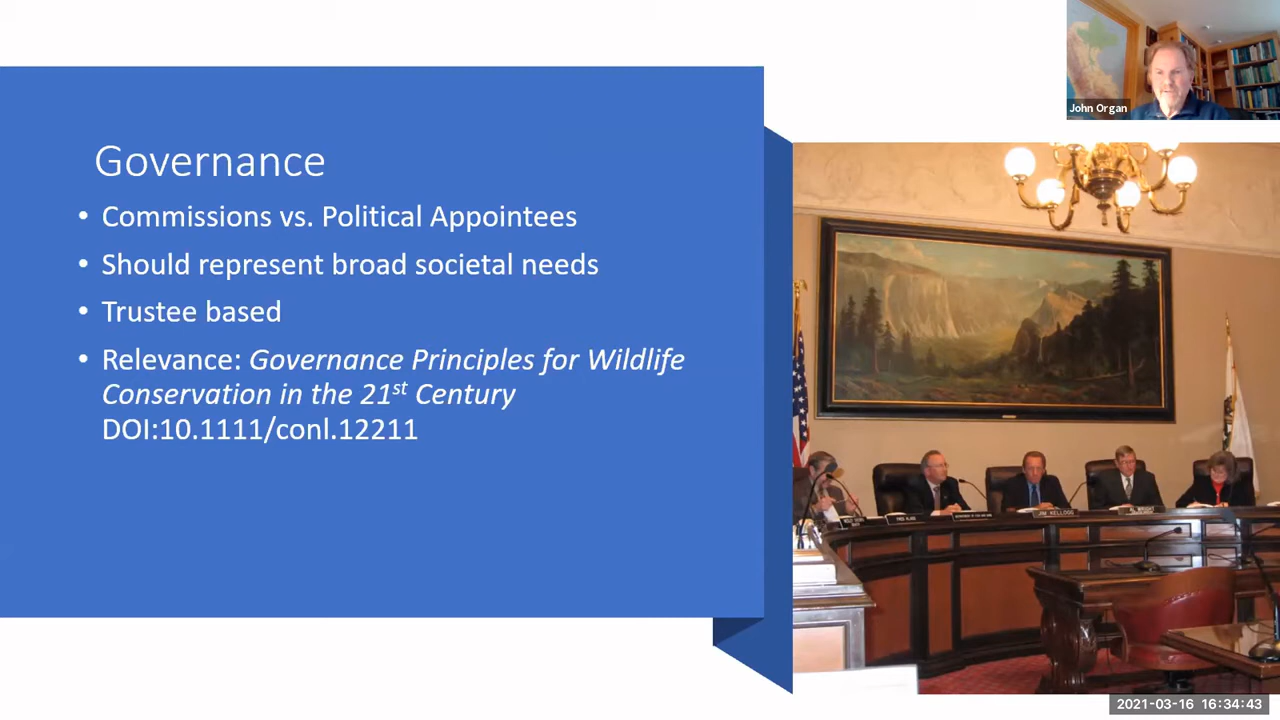 John Organ
Governance
• Commissions vs. Political Appointees
• Should represent broad societal needs
• Trustee based
• Relevance: Governance Principles for Wildlife
Conservation in the 21st Century
DOI:10.1111/conl.12211
JIM KELLOGG
2021-03-16 16:34:43